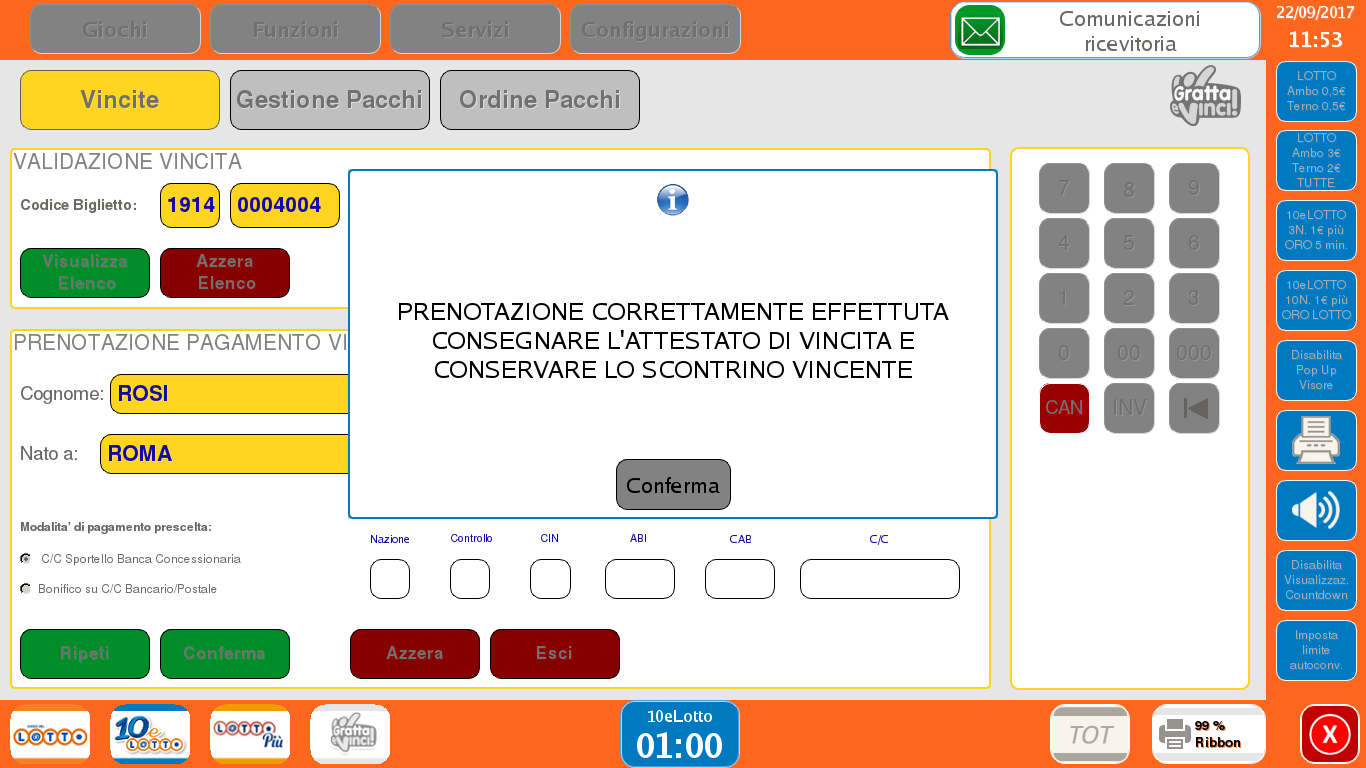 Giochi
Funzioni
Servizi
Configurazioni
Comunicazioni
ricevitoria
22/09/2017
11:53
Vincite
Gestione Pacchi
Ordine Pacchi
Gratta
e Vinci!
VALIDAZIONE VINCITA
Codice Biglietto:
1914
0004004
Visualizza
Elenco
Azzera
Elenco
PRENOTAZIONE CORRETTAMENTE EFFETTUTA
CONSEGNARE L'ATTESTATO DI VINCITA E
CONSERVARE LO SCONTRINO VINCENTE
Conferma
PRENOTAZIONE PAGAMENTO VI
Cognome:
ROSI
Nato a:
ROMA
Modalita' di pagamento prescelta:
C/C Sportello Banca Concessionaria
Bonifico su C/C Bancario/Postale
Nazione
Controllo
CIN
ABI
CAB
C/C
Ripeti
Conferma
Azzera
Esci
7
8
9
4
5
6
1
2
3
0
00
000
CAN
INV
LOTTO
Ambo 0,5€
Terno 0,5€
LOTTO
Ambo 3€
Terno 2€
TUTTE
10eLOTTO
3N. 1€ più
ORO 5 min.
10eLOTTO
10N. 1€ più
ORO LOTTO
Disabilita
Pop Up
Visore
Disabilita
Visualizzaz.
Countdown
Imposta
limite
autoconv.
LOTTO
10eLOTTO
LOTTO
Più
Gratta
e Vinci!
10eLotto
01:00
TOT
99 %
Ribbon
X